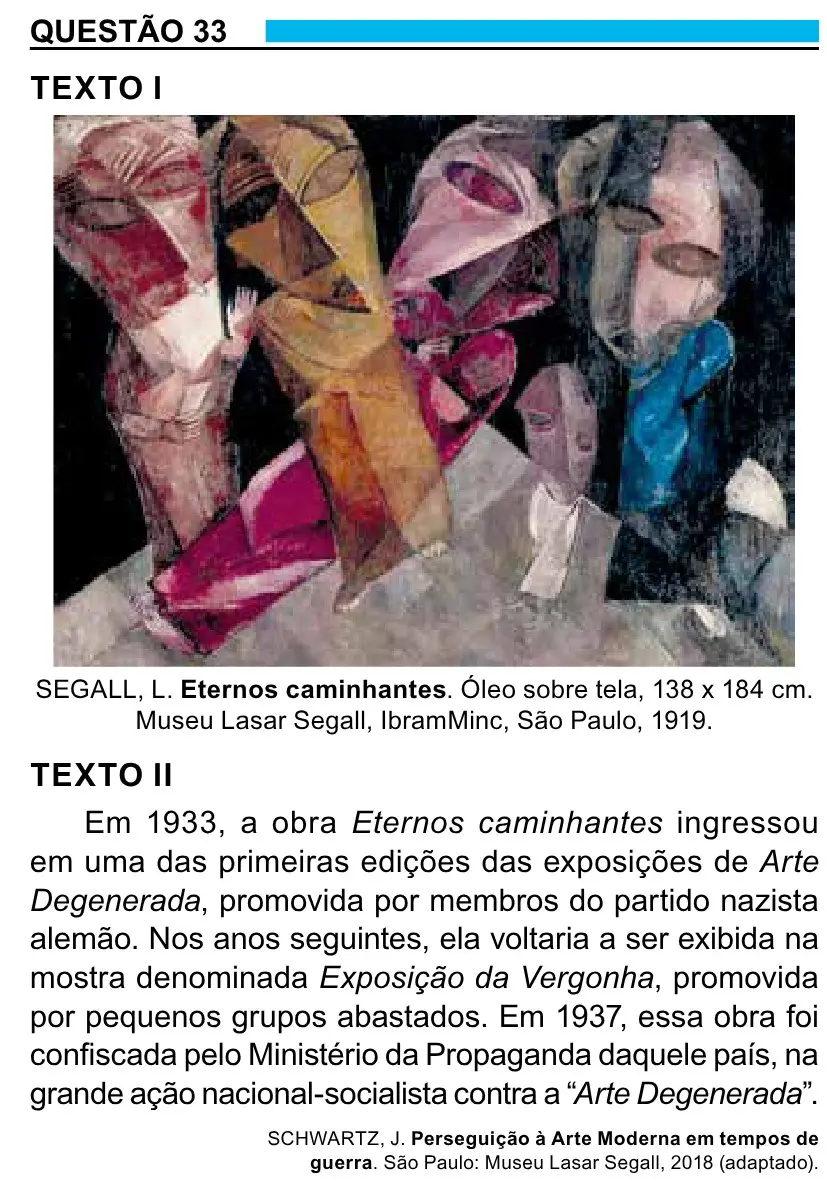 QUESTÃO 33
TEXTO I
SEGALL, L. Eternos caminhantes. Óleo sobre tela, 138 x 184 cm.
Museu Lasar Segall, IbramMinc, São Paulo, 1919.
TEXTO II
Em 1933, a obra Eternos caminhantes ingressou
em uma das primeiras edições das exposições de Arte
Degenerada, promovida por membros do partido nazista
alemão. Nos anos seguintes, ela voltaria a ser exibida na
mostra denominada Exposição da Vergonha, promovida
por pequenos grupos abastados. Em 1937, essa obra foi
confiscada pelo Ministério da Propaganda daquele país, na
grande ação nacional-socialista contra a “Arte Degenerada”.
SCHWARTZ, J. Perseguição à Arte Moderna em tempos de
guerra. São Paulo: Museu Lasar Segall, 2018 (adaptado).